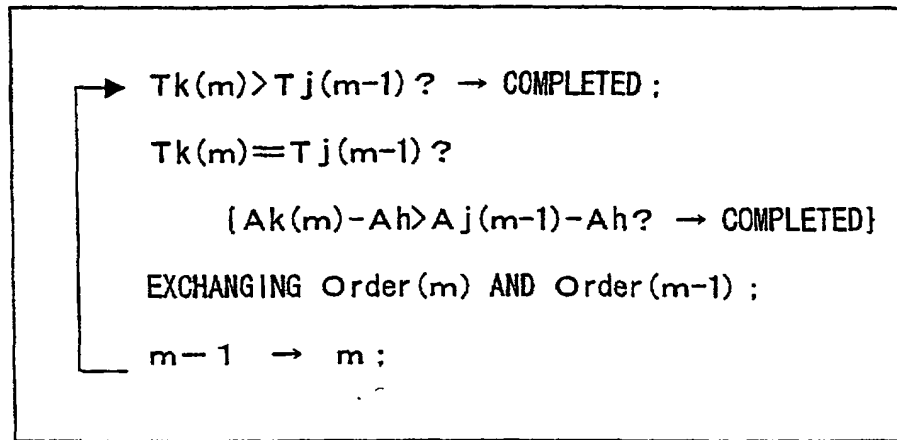 Tk(m)>Tj(m-1)? → COMPLETED;
Tk(m)=Tj(m-1)?
{Ak(m)-Ah>Aj(m-1)-Ah? → COMPLETED}
EXCHANGING Order(m) AND Order(m-1);
m-1 → m;